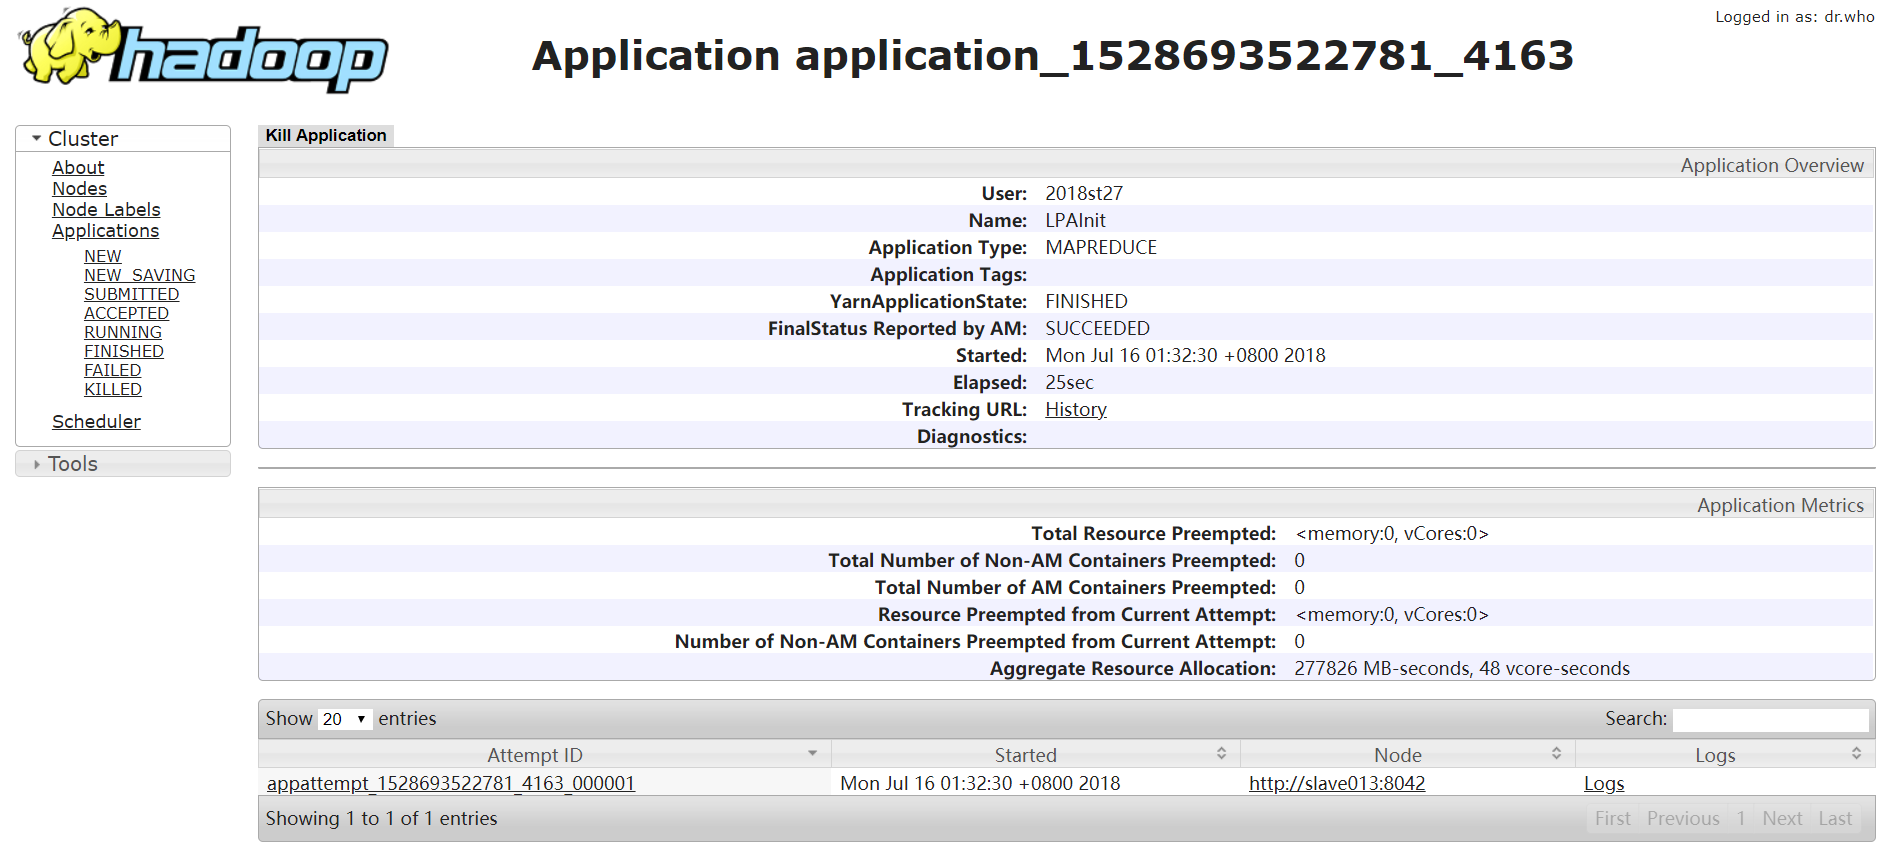 Logged in as: dr.who
hadoop
Application application_1528693522781_4163
Cluster
About
Nodes
Node Labels
Applications
NEW
NEW_SAVING
SUBMITTED
ACCEPTED
RUNNING
FINISHED
FAILED
KILLED
Scheduler
Tools
Kill Application
Application Overview
User: 2018st27
Name: LPAInit
Application Type: MAPREDUCE
Application Tags:
YarnApplicationState: FINISHED
FinalStatus Reported by AM: SUCCEEDED
Started: Mon Jul 16 01:32:30 +0800 2018
Elapsed: 25sec
Tracking URL: History
Diagnostics:
Application Metrics
Total Resource Preempted: <memory:0, vCores:0>
Total Number of Non-AM Containers Preempted: 0
Total Number of AM Containers Preempted: 0
Resource Preempted from Current Attempt: <memory:0, vCores:0>
Number of Non-AM Containers Preempted from Current Attempt: 0
Aggregate Resource Allocation: 277826 MB-seconds, 48 vcore-seconds
Show 20 entries Search:
Attempt ID Started Node Logs
appattempt_1528693522781_4163_000001 Mon Jul 16 01:32:30 +0800 2018 http://slave013:8042 Logs
Showing 1 to 1 of 1 entries First Previous 1 Next Last